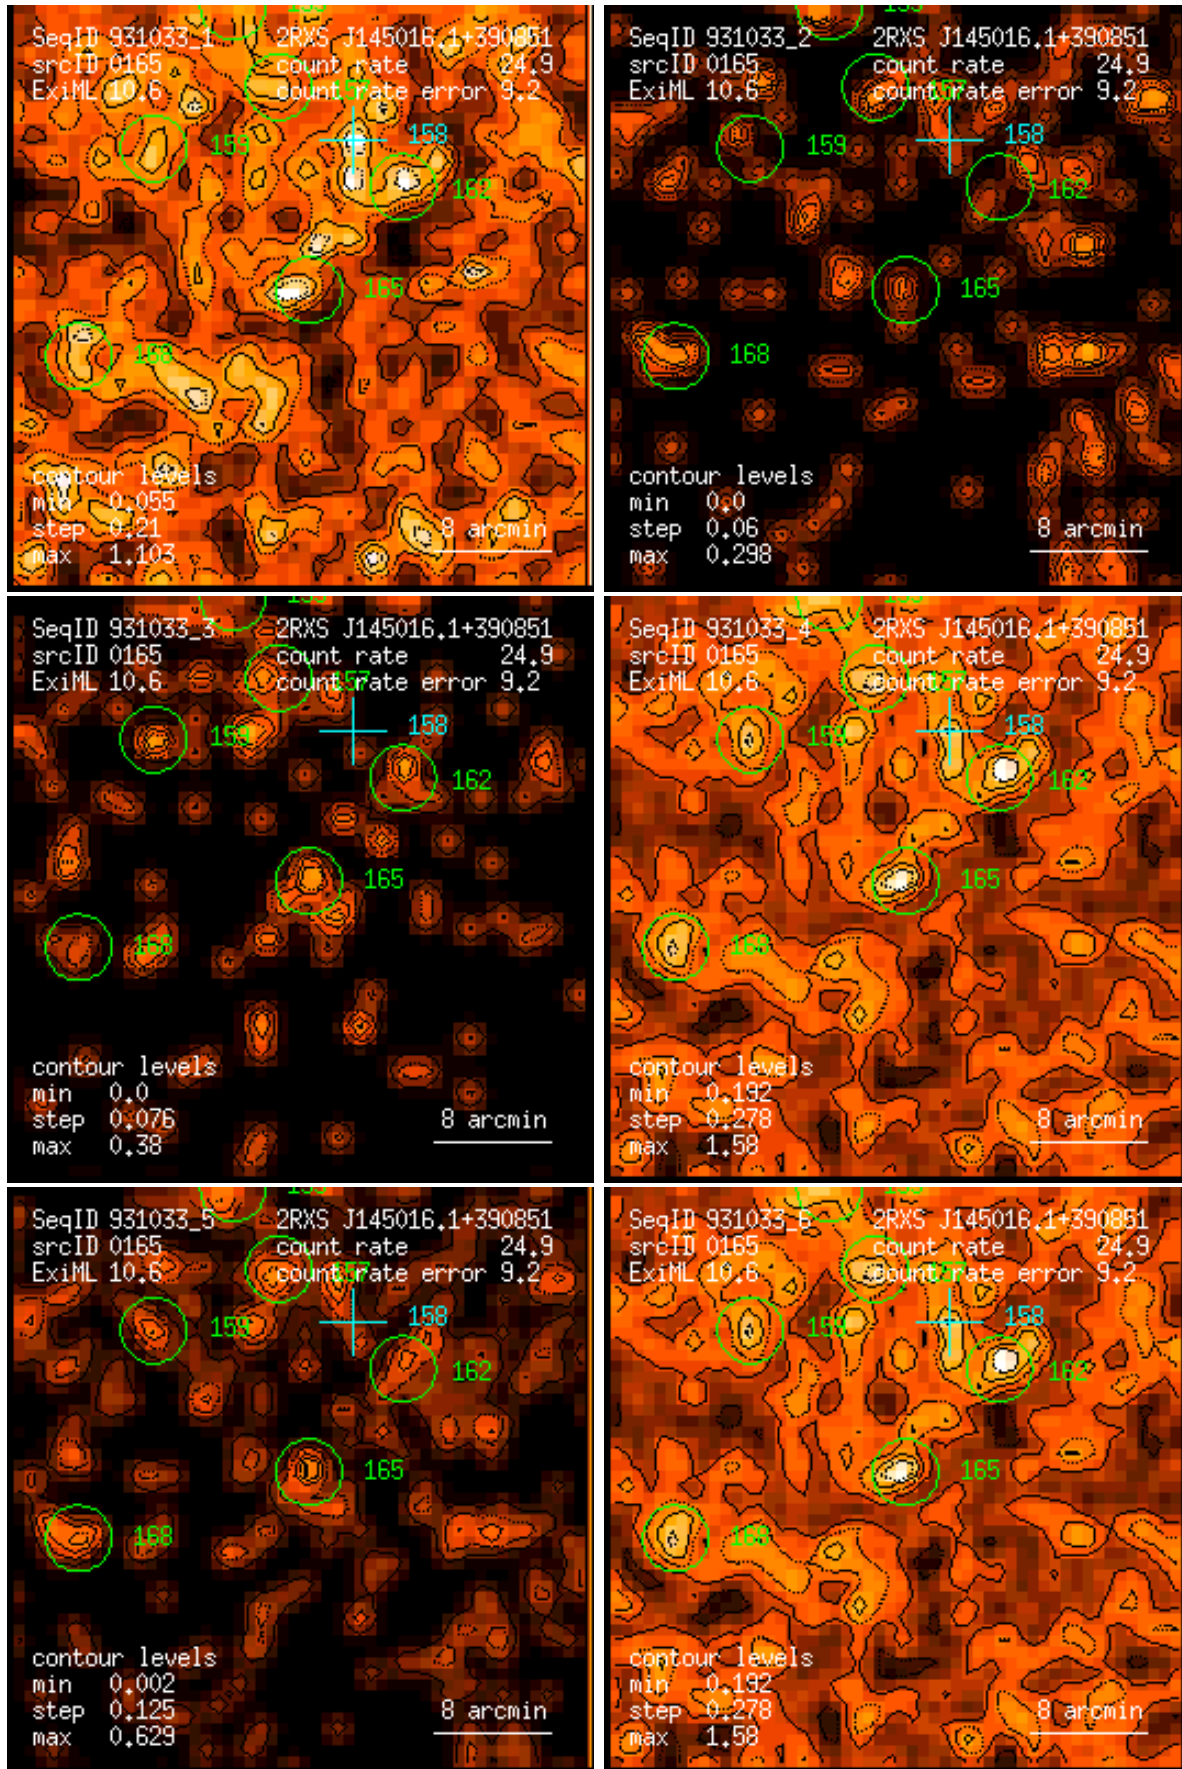 SeqID 931033_1 2RXS J145016.1+390851
srcID 0165 count rate 24.9
ExiML 10.6 count rate error 9.2
157
158
159
162
165
168
contour levels
min 0.055
step 0.21
max 1.103
8 arcmin
SeqID 931033_2 2RXS J145016.1+390851
srcID 0165 count rate 24.9
ExiML 10.6 count rate error 9.2
157
158
159
162
165
168
contour levels
min 0.0
step 0.06
max 0.298
8 arcmin
SeqID 931033_3 2RXS J145016.1+390851
srcID 0165 count rate 24.9
ExiML 10.6 count rate error 9.2
157
158
159
162
165
168
contour levels
min 0.0
step 0.076
max 0.38
8 arcmin
SeqID 931033_4 2RXS J145016.1+390851
srcID 0165 count rate 24.9
ExiML 10.6 count rate error 9.2
157
158
159
162
165
168
contour levels
min 0.192
step 0.278
max 1.58
8 arcmin
SeqID 931033_5 2RXS J145016.1+390851
srcID 0165 count rate 24.9
ExiML 10.6 count rate error 9.2
157
158
159
162
165
168
contour levels
min 0.002
step 0.125
max 0.629
8 arcmin
SeqID 931033_6 2RXS J145016.1+390851
srcID 0165 count rate 24.9
ExiML 10.6 count rate error 9.2
157
158
159
162
165
168
contour levels
min 0.192
step 0.278
max 1.58
8 arcmin